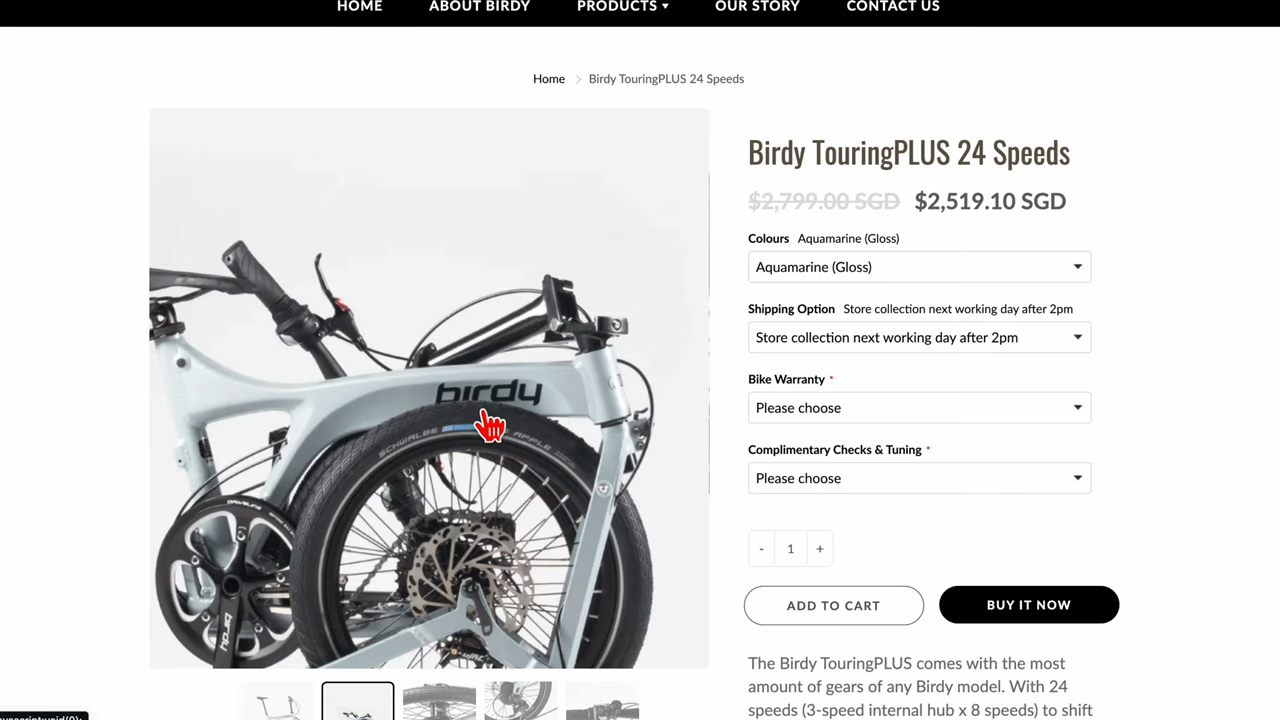 HOME ABOUT BIRDY PRODUCTS ▾ OUR STORY CONTACT US
Home > Birdy TouringPLUS 24 Speeds
birdy
SCHWALBE APPLE
birdy
Birdy TouringPLUS 24 Speeds
$2,799.00 SGD $2,519.10 SGD
Colours Aquamarine (Gloss)
Aquamarine (Gloss)
Shipping Option Store collection next working day after 2pm
Store collection next working day after 2pm
Bike Warranty *
Please choose
Complimentary Checks & Tuning *
Please choose
- 1 +
ADD TO CART BUY IT NOW
The Birdy TouringPLUS comes with the most
amount of gears of any Birdy model. With 24
speeds (3-speed internal hub x 8 speeds) to shift